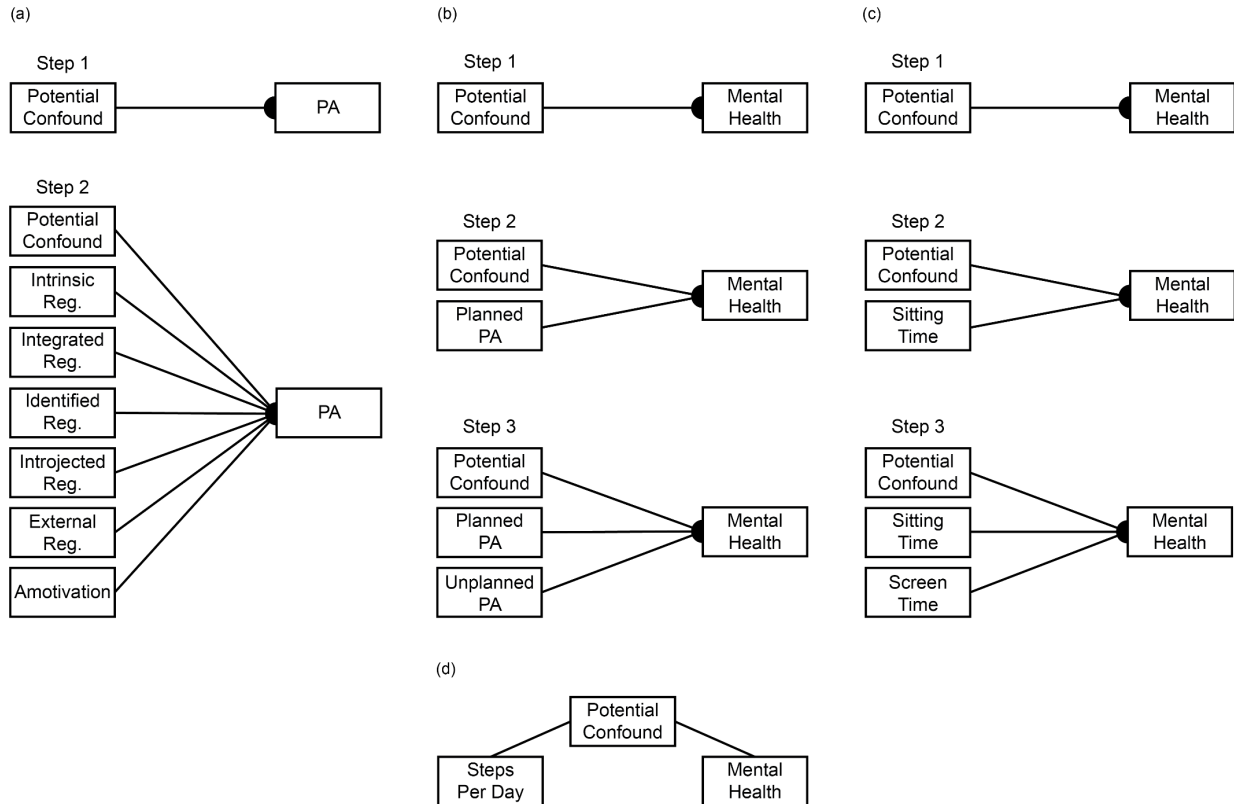 (a)
Step 1
Potential
Confound
PA
Step 2
Potential
Confound
Intrinsic
Reg.
Integrated
Reg.
Identified
Reg.
Introjected
Reg.
External
Reg.
Amotivation
PA
(b)
Step 1
Potential
Confound
Mental
Health
Step 2
Potential
Confound
Planned
PA
Mental
Health
Step 3
Potential
Confound
Planned
PA
Unplanned
PA
Mental
Health
(c)
Step 1
Potential
Confound
Mental
Health
Step 2
Potential
Confound
Sitting
Time
Mental
Health
Step 3
Potential
Confound
Sitting
Time
Screen
Time
Mental
Health
(d)
Potential
Confound
Steps
Per Day
Mental
Health